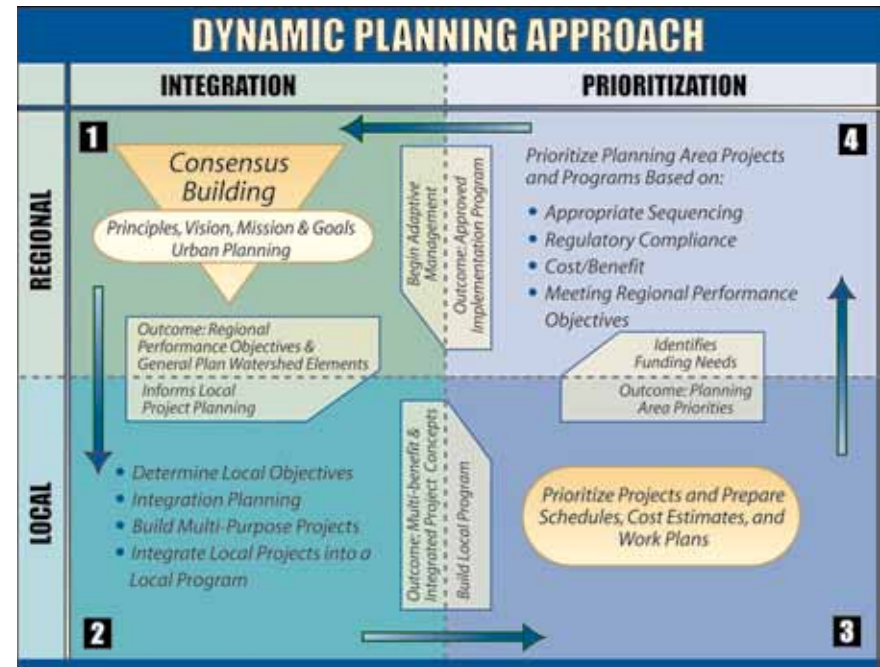 DYNAMIC PLANNING APPROACH
INTEGRATION
PRIORITIZATION
REGIONAL
LOCAL
1
Consensus
Building
Principles, Vision, Mission & Goals
Urban Planning
Outcome: Regional
Performance Objectives &
General Plan Watershed Elements
Informs Local
Project Planning
Begin Adaptive
Management
Outcome: Approved
Implementation Program
4
Prioritize Planning Area Projects
and Programs Based on:
• Appropriate Sequencing
• Regulatory Compliance
• Cost/Benefit
• Meeting Regional Performance
Objectives
Identifies
Funding Needs
Outcome: Planning
Area Priorities
• Determine Local Objectives
• Integration Planning
• Build Multi-Purpose Projects
• Integrate Local Projects into a
Local Program
2
Outcome: Multi-benefit &
Integrated Project Concepts
Build Local Program
Prioritize Projects and Prepare
Schedules, Cost Estimates, and
Work Plans
3